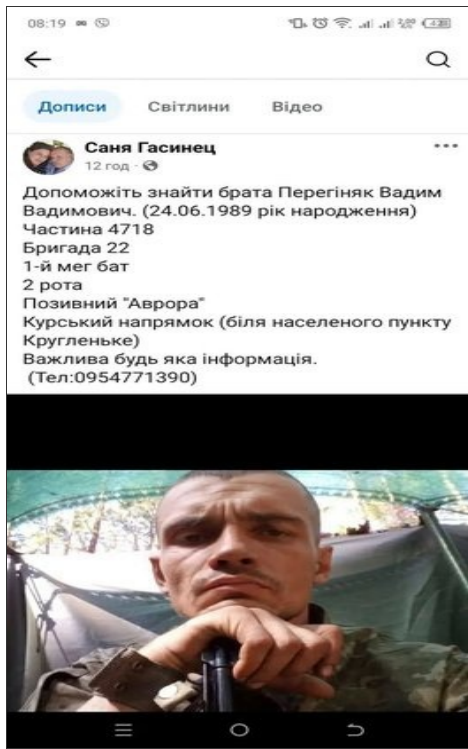 08:19
Дописи Світлини Відео
Саня Гасинец
12 год ·
Допоможіть знайти брата Перегіняк Вадим
Вадимович. (24.06.1989 рік народження)
Частина 4718
Бригада 22
1-й мег бат
2 рота
Позивний "Аврора"
Курський напрямок (біля населеного пункту
Кругленьке)
Важлива будь яка інформація.
(Тел:0954771390)